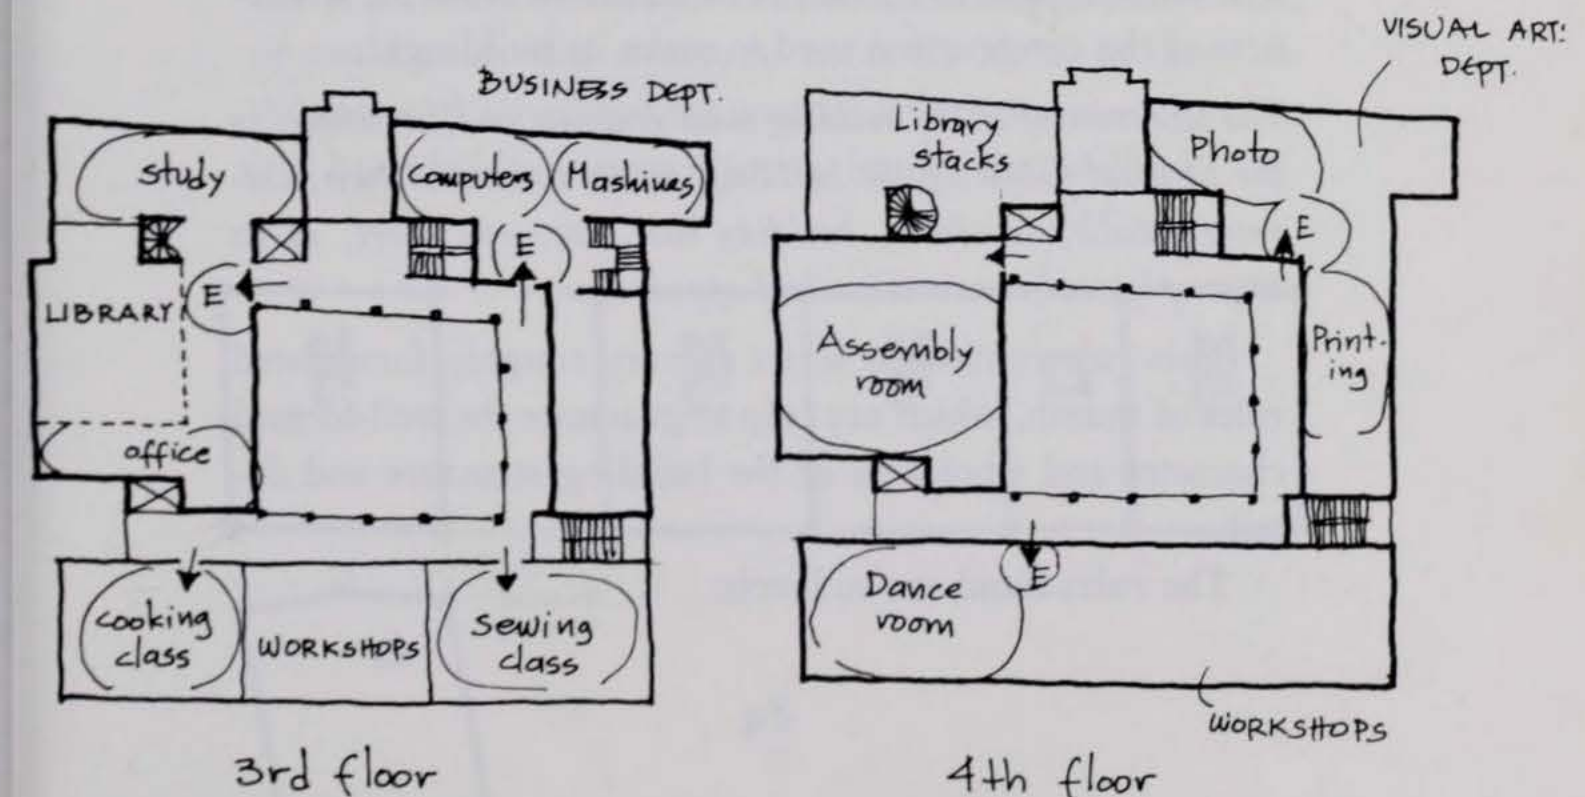 BUSINESS DEPT.
study
Computers
Mashines
E
E
LIBRARY
office
cooking
class
WORKSHOPS
Sewing
class
3rd floor
VISUAL ART:
DEPT.
Library
stacks
Photo
E
Assembly
room
Print-
ing
E
Dance
room
WORKSHOPS
4th floor